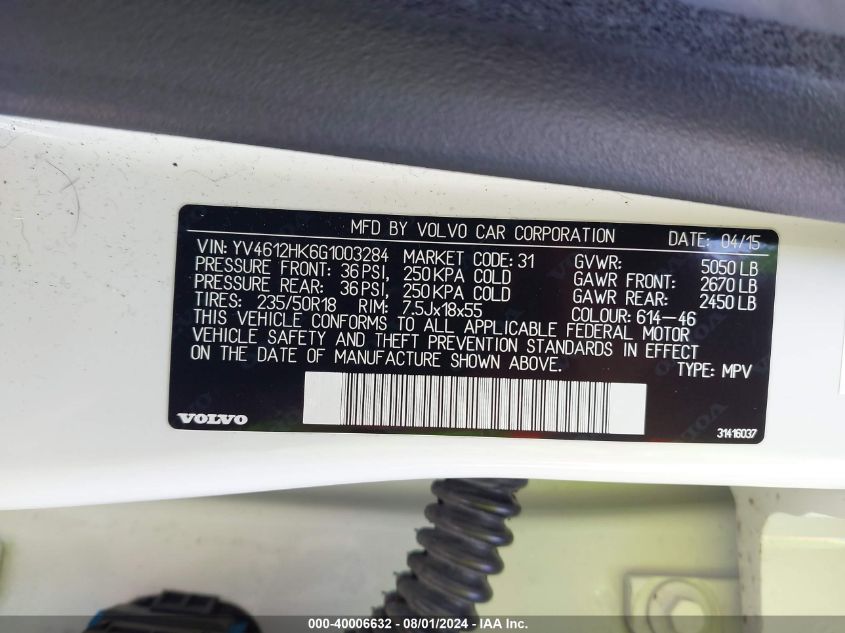 MFD BY VOLVO CAR CORPORATION DATE: 04/15
VIN: YV4612HK6G1003284 MARKET CODE: 31 GVWR: 5050 LB
PRESSURE FRONT: 36 PSI, 250 KPA COLD GAWR FRONT: 2670 LB
PRESSURE REAR: 36 PSI, 250 KPA COLD GAWR REAR: 2450 LB
TIRES: 235/50R18 RIM: 7.5Jx18x55 COLOUR: 614-46
THIS VEHICLE CONFORMS TO ALL APPLICABLE FEDERAL MOTOR
VEHICLE SAFETY AND THEFT PREVENTION STANDARDS IN EFFECT
ON THE DATE OF MANUFACTURE SHOWN ABOVE. TYPE: MPV
VOLVO 31416037
000-40006632 - 08/01/2024 - IAA Inc.